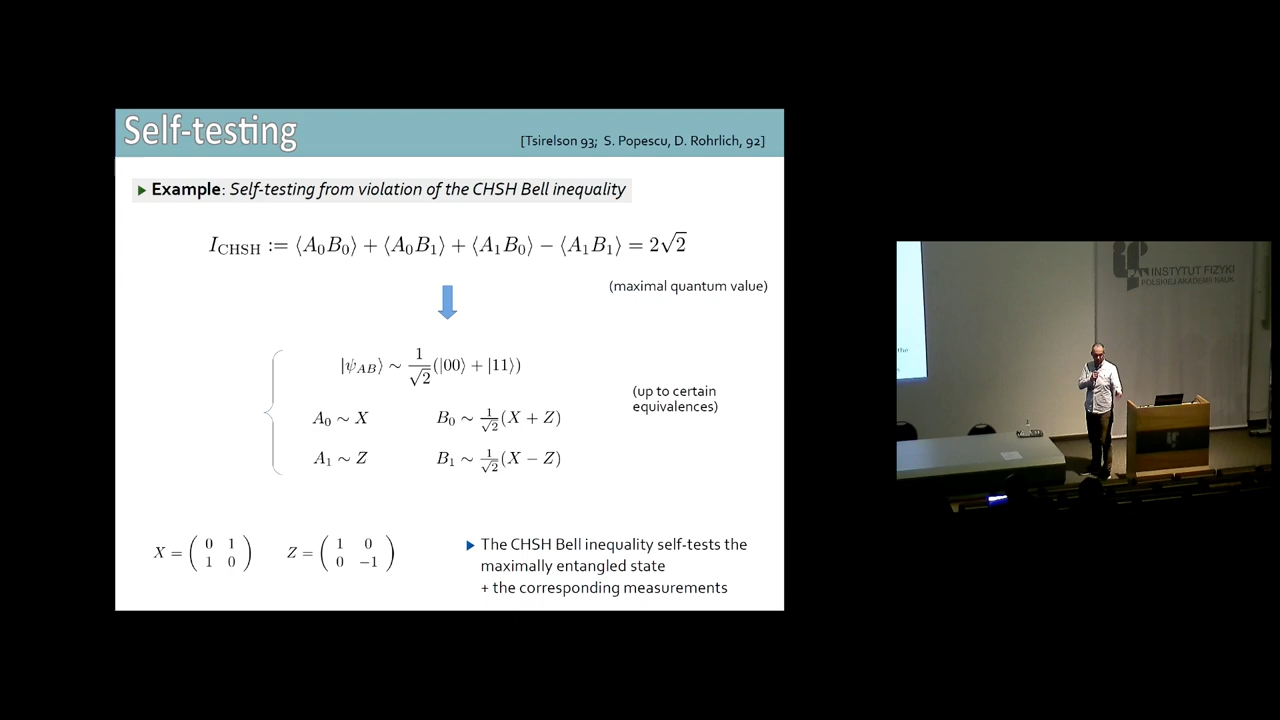 Self-testing
[Tsirelson 93; S. Popescu, D. Rohrlich, 92]
Example: Self-testing from violation of the CHSH Bell inequality
I_CHSH := ⟨A₀B₀⟩ + ⟨A₀B₁⟩ + ⟨A₁B₀⟩ − ⟨A₁B₁⟩ = 2√2
(maximal quantum value)
|ψ_AB⟩ ∼ 1/√2 (|00⟩ + |11⟩)
(up to certain
equivalences)
A₀ ∼ X B₀ ∼ 1/√2 (X + Z)
A₁ ∼ Z B₁ ∼ 1/√2 (X − Z)
X = ( 0 1 ) Z = ( 1 0 )
( 1 0 ) ( 0 −1 )
The CHSH Bell inequality self-tests the
maximally entangled state
+ the corresponding measurements
INSTYTUT FIZYKI
POLSKIEJ AKADEMII NAUK
the